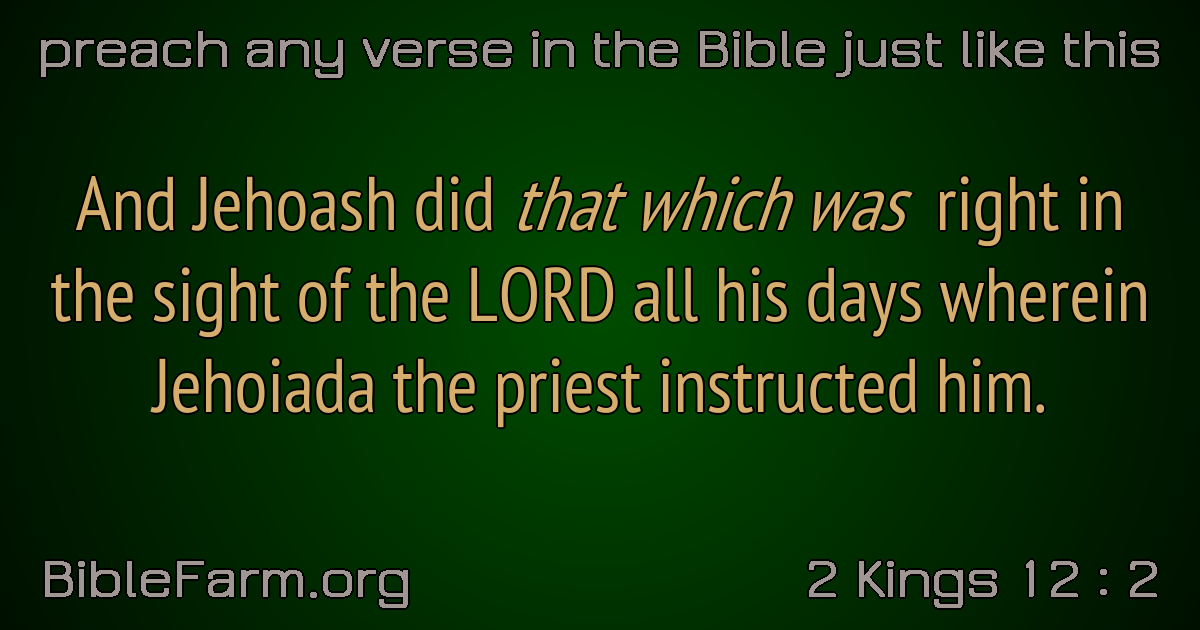 preach any verse in the Bible just like this
And Jehoash did that which was right in
the sight of the LORD all his days wherein
Jehoiada the priest instructed him.
BibleFarm.org
2 Kings 12 : 2